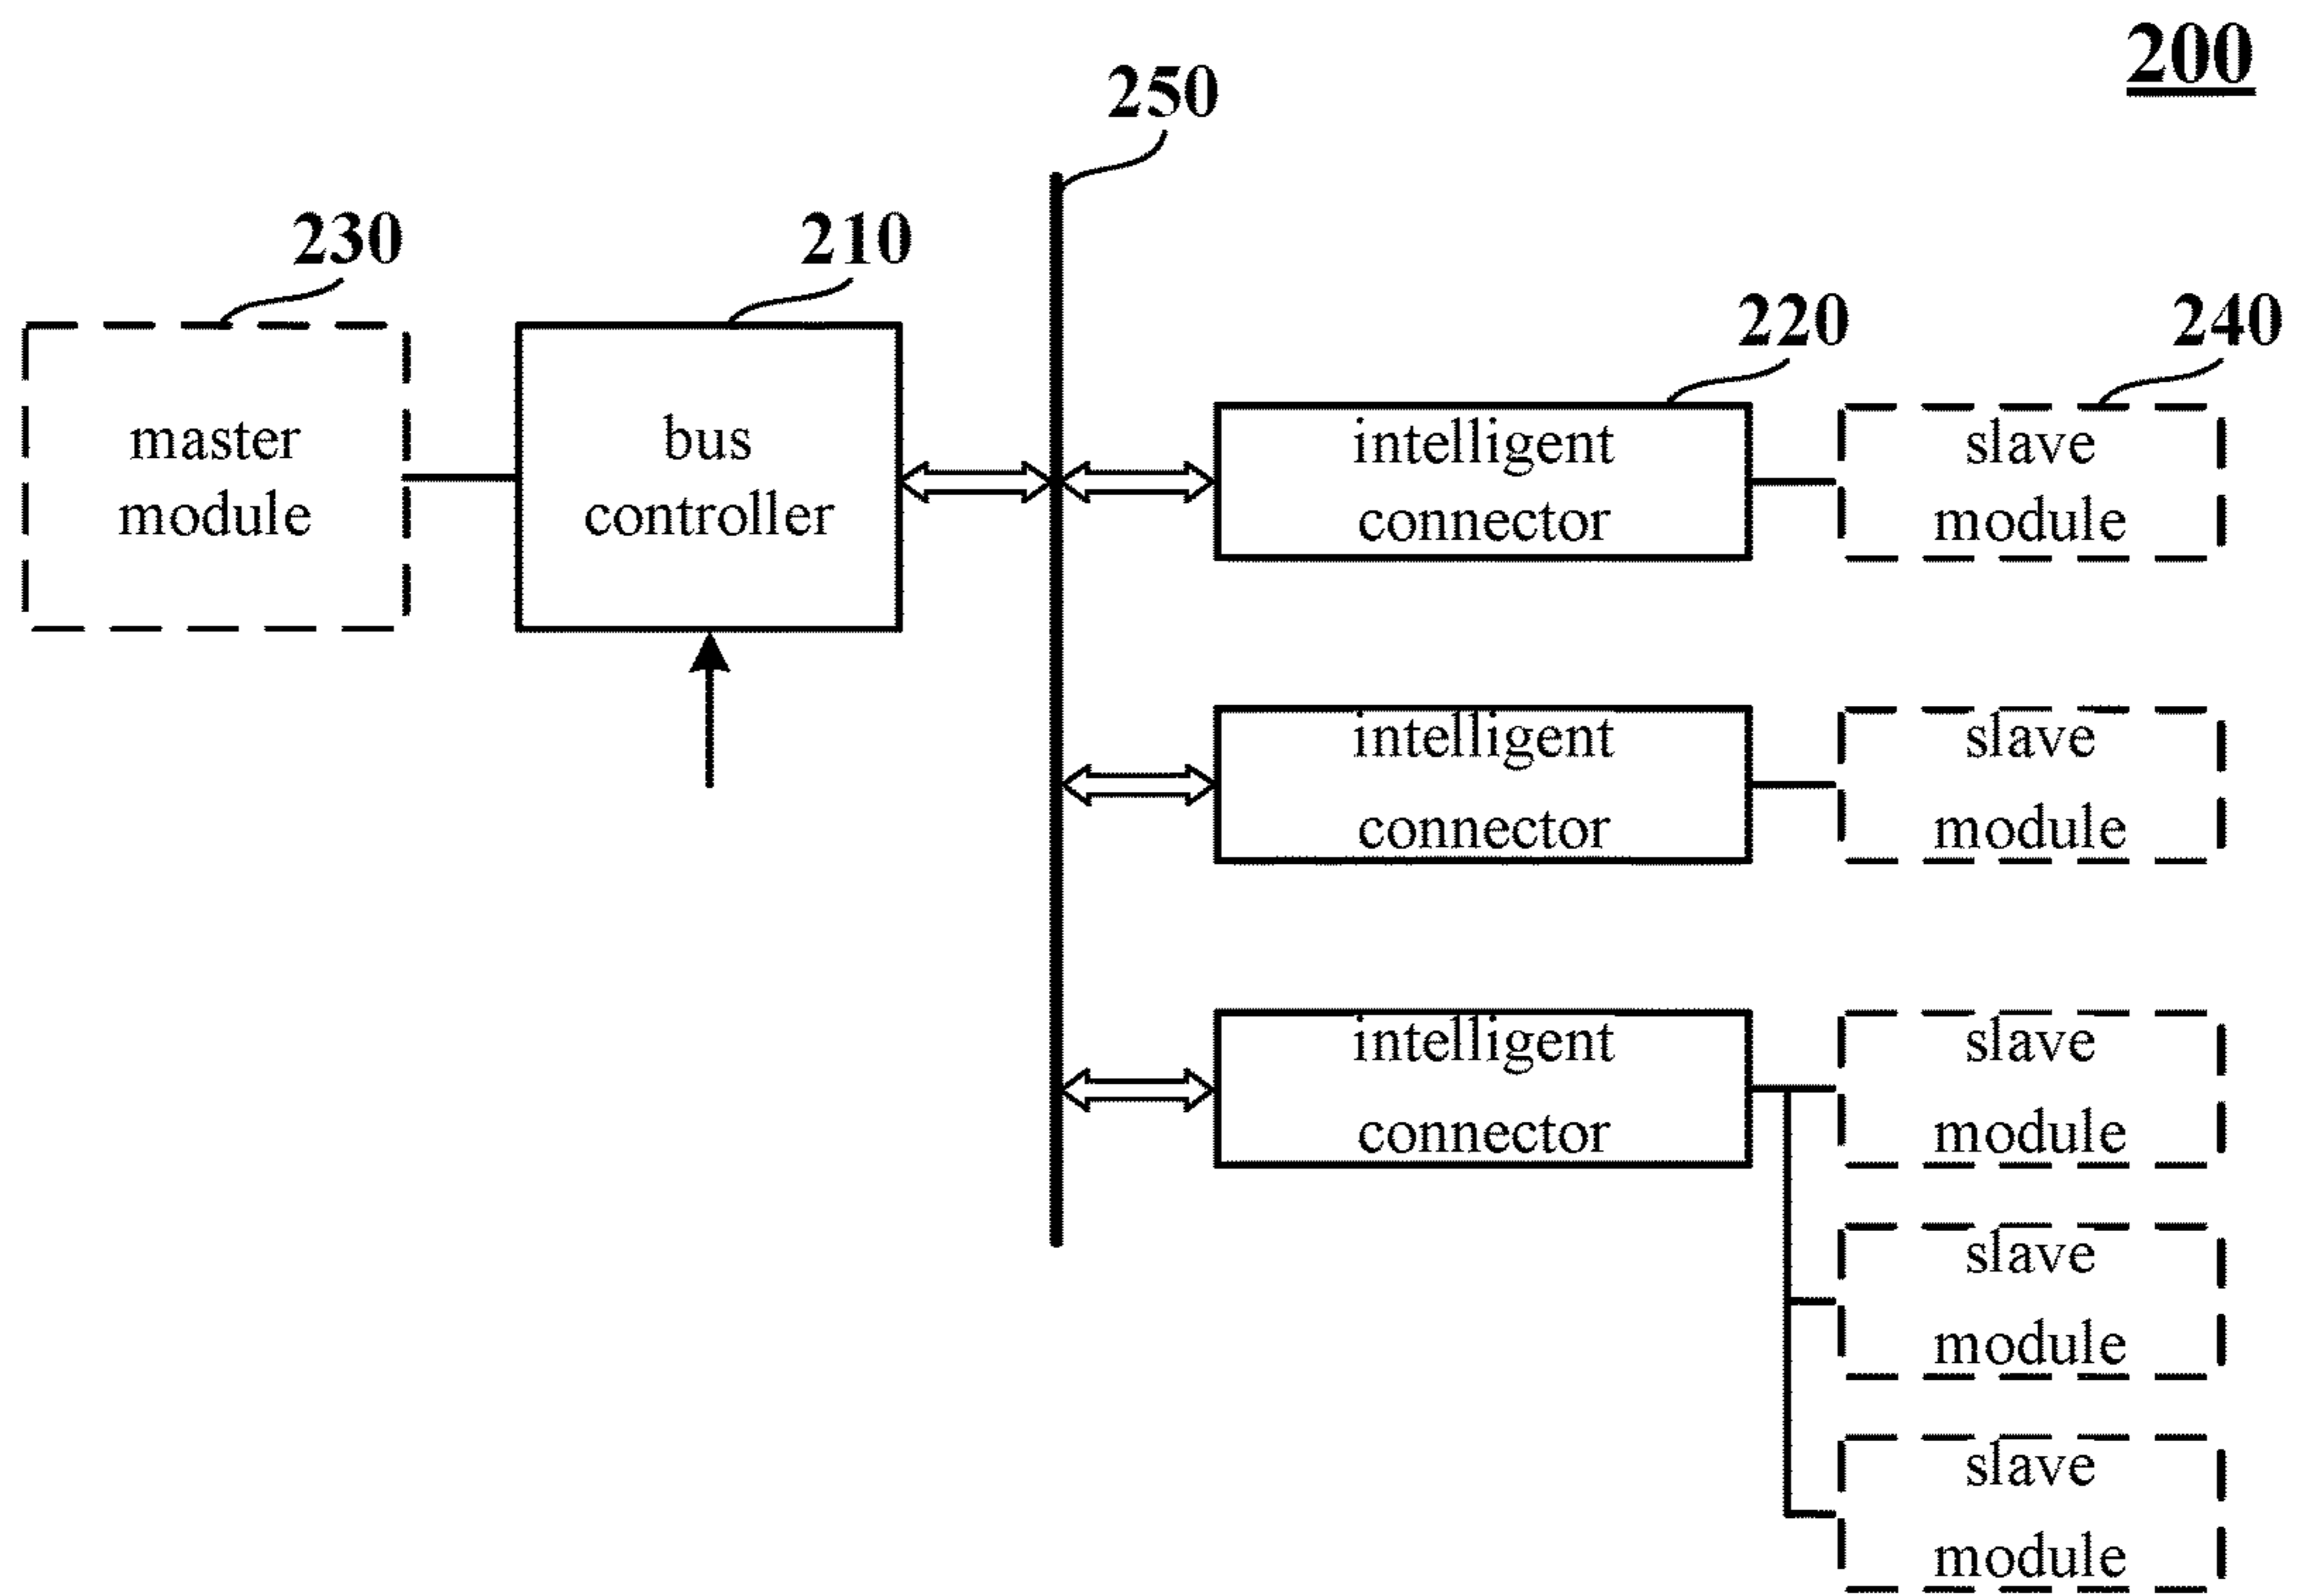 200
250
230
210
220
240
master
module
bus
controller
intelligent
connector
slave
module
intelligent
connector
slave
module
intelligent
connector
slave
module
slave
module
slave
module